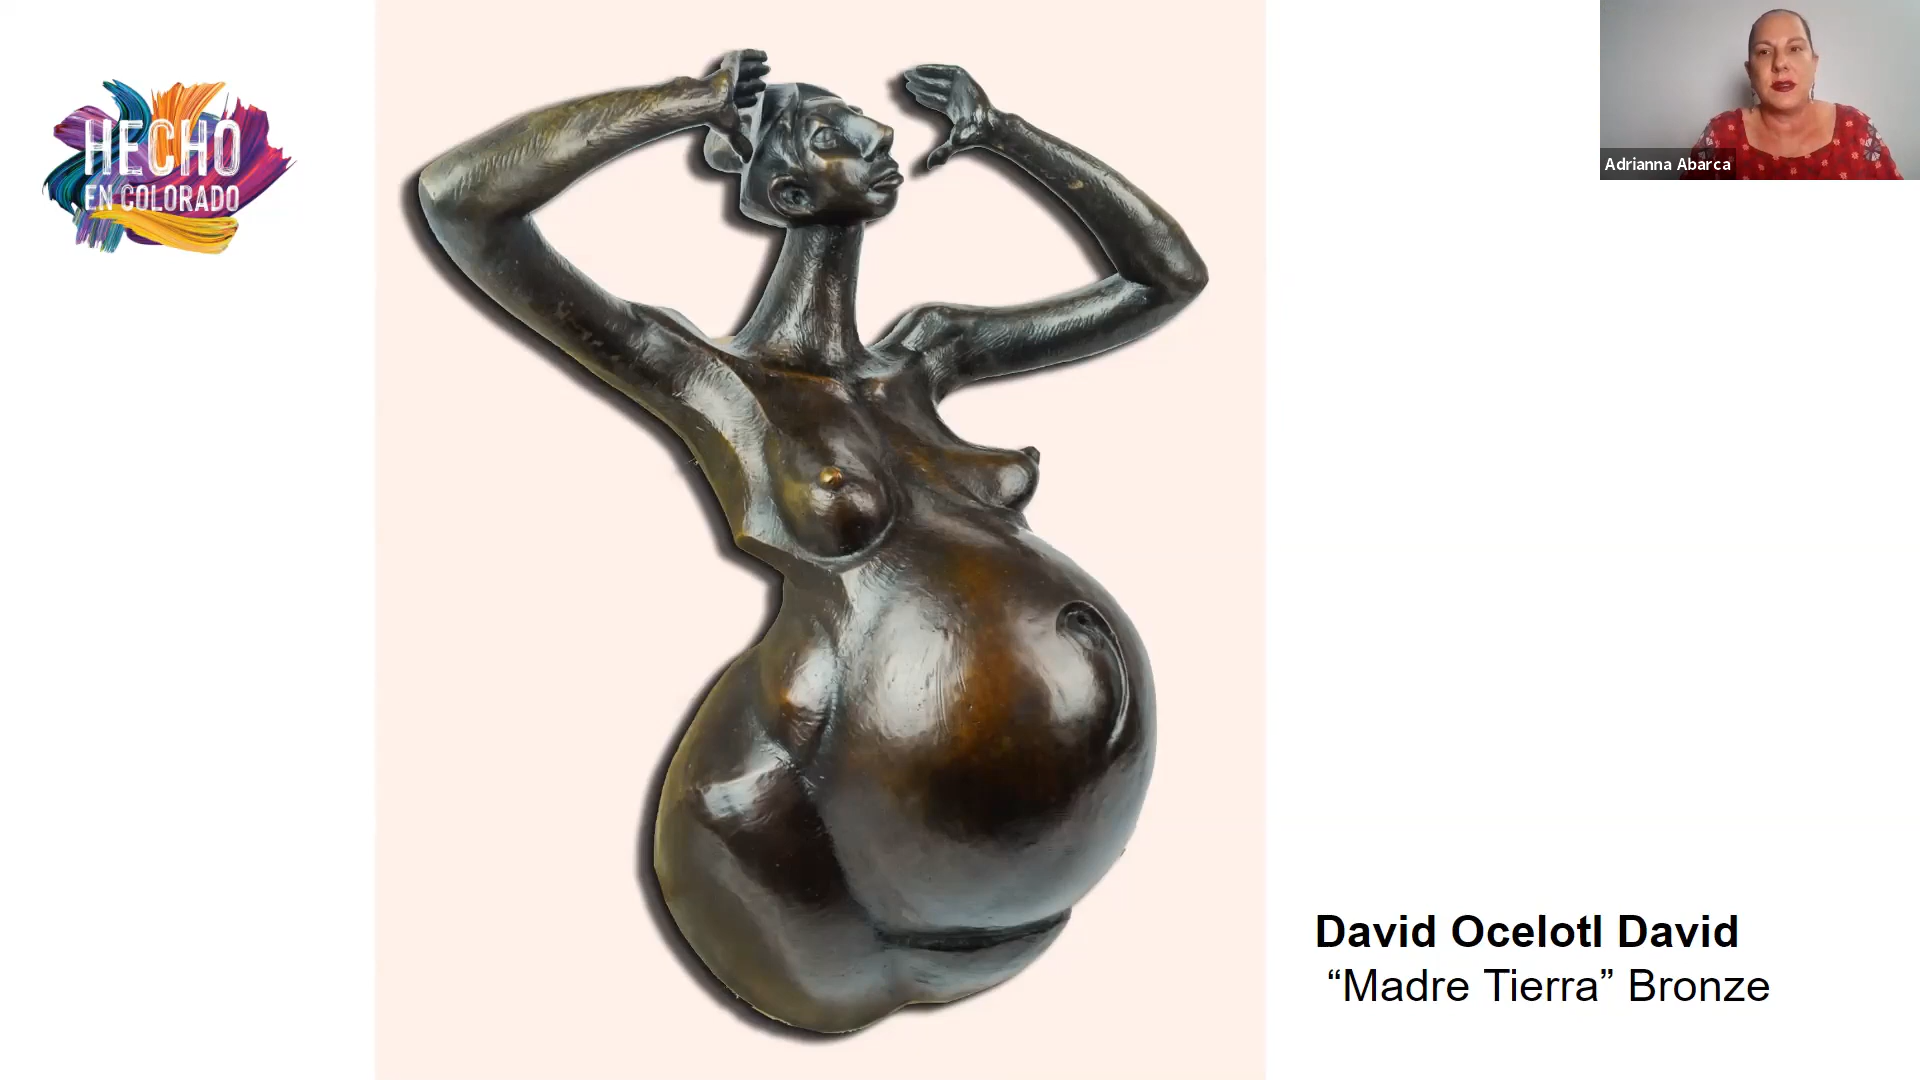 HECHO
EN COLORADO
Adrianna Abarca
David Ocelotl David
“Madre Tierra” Bronze